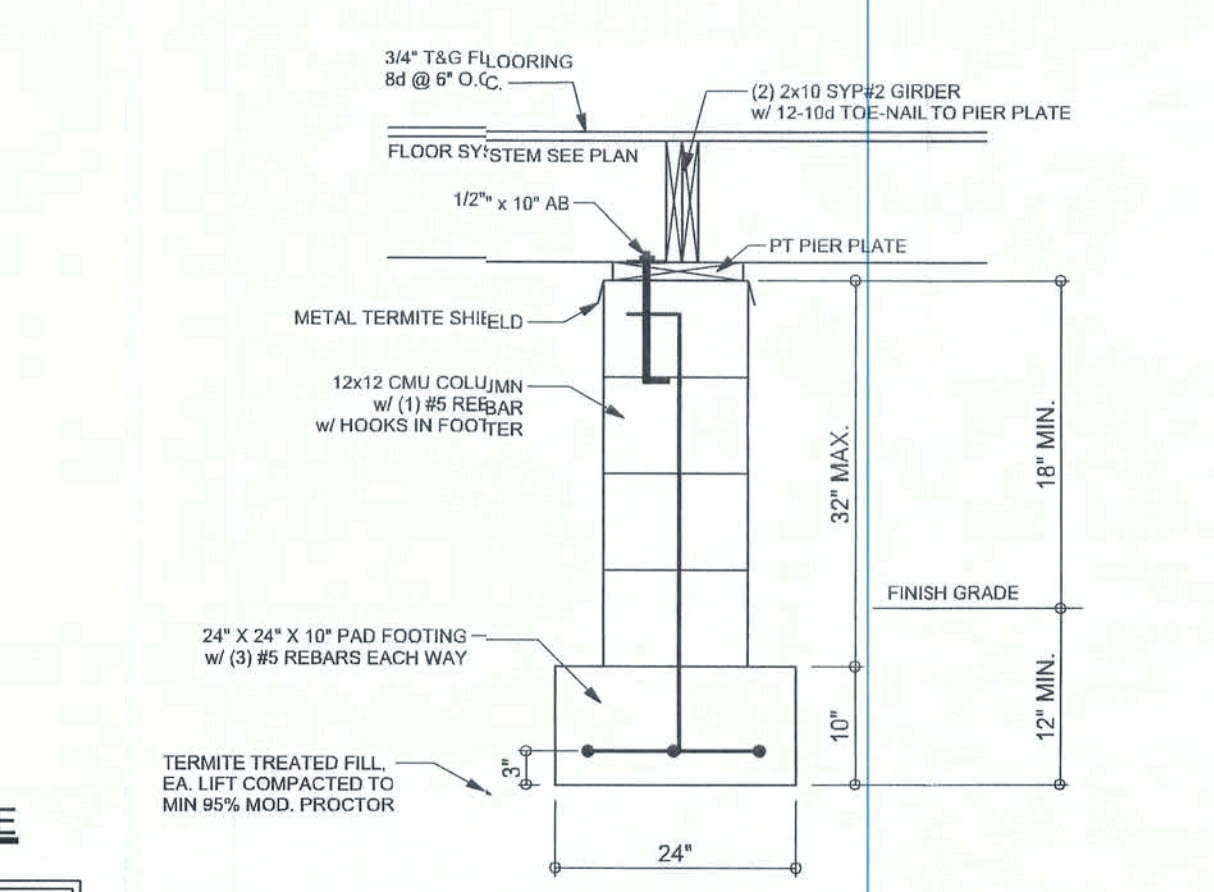 3/4" T&G FLOORING
8d @ 6" O.C.
(2) 2x10 SYP#2 GIRDER
w/ 12-10d TOE-NAIL TO PIER PLATE
FLOOR SYSTEM SEE PLAN
1/2" x 10" AB
PT PIER PLATE
METAL TERMITE SHIELD
12x12 CMU COLUMN
w/ (1) #5 REBAR
w/ HOOKS IN FOOTER
32" MAX.
18" MIN.
FINISH GRADE
24" X 24" X 10" PAD FOOTING
w/ (3) #5 REBARS EACH WAY
10"
12" MIN.
3"
TERMITE TREATED FILL,
EA. LIFT COMPACTED TO
MIN 95% MOD. PROCTOR
24"
E